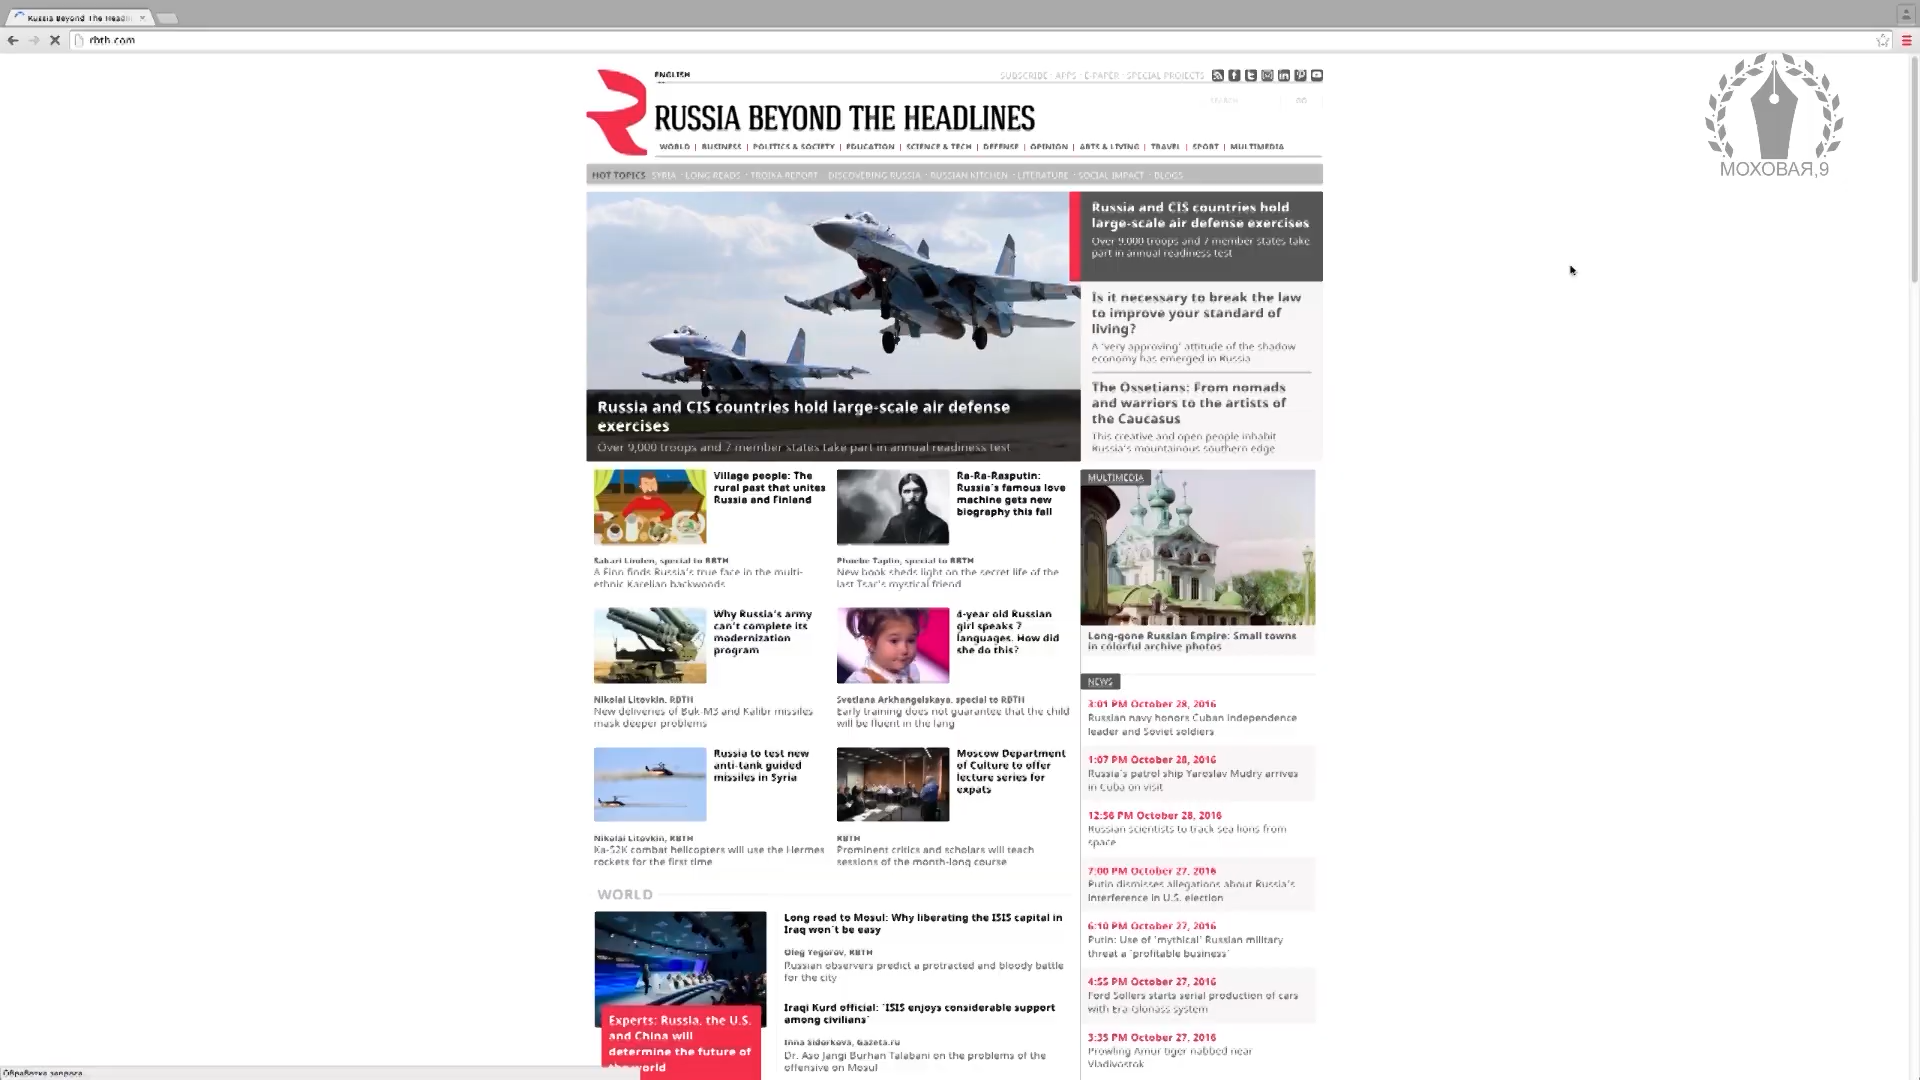 Russia Beyond The Headli
rbth.com
МОХОВАЯ,9
ENGLISH
SUBSCRIBE · APPS · E-PAPER · SPECIAL PROJECTS
SEARCH
GO
RUSSIA BEYOND THE HEADLINES
WORLD | BUSINESS | POLITICS & SOCIETY | EDUCATION | SCIENCE & TECH | DEFENSE | OPINION | ARTS & LIVING | TRAVEL | SPORT | MULTIMEDIA
HOT TOPICS SYRIA · LONG READS · TROIKA REPORT · DISCOVERING RUSSIA · RUSSIAN KITCHEN · LITERATURE · SOCIAL IMPACT · BLOGS
Russia and CIS countries hold large-scale air defense
exercises
Over 9,000 troops and 7 member states take part in annual readiness test
Russia and CIS countries hold
large-scale air defense exercises
Over 9,000 troops and 7 member states take
part in annual readiness test
Is it necessary to break the law
to improve your standard of
living?
A 'very approving' attitude of the shadow
economy has emerged in Russia
The Ossetians: From nomads
and warriors to the artists of
the Caucasus
This creative and open people inhabit
Russia's mountainous southern edge
Village people: The
rural past that unites
Russia and Finland
Sakari Linden, special to RBTH
A Finn finds Russia's true face in the multi-
ethnic Karelian backwoods
Ra-Ra-Rasputin:
Russia's famous love
machine gets new
biography this fall
Phoebe Taplin, special to RBTH
New book sheds light on the secret life of the
last Tsar's mystical friend
Why Russia's army
can't complete its
modernization
program
Nikolai Litovkin, RBTH
New deliveries of Buk-M3 and Kalibr missiles
mask deeper problems
4-year old Russian
girl speaks 7
languages. How did
she do this?
Svetlana Arkhangelskaya, special to RBTH
Early training does not guarantee that the child
will be fluent in the lang
Russia to test new
anti-tank guided
missiles in Syria
Nikolai Litovkin, RBTH
Ka-52K combat helicopters will use the Hermes
rockets for the first time
Moscow Department
of Culture to offer
lecture series for
expats
RBTH
Prominent critics and scholars will teach
sessions of the month-long course
MULTIMEDIA
Long-gone Russian Empire: Small towns
in colorful archive photos
NEWS
3:01 PM October 28, 2016
Russian navy honors Cuban independence
leader and Soviet soldiers
1:07 PM October 28, 2016
Russia's patrol ship Yaroslav Mudry arrives
in Cuba on visit
12:56 PM October 28, 2016
Russian scientists to track sea lions from
space
7:00 PM October 27, 2016
Putin dismisses allegations about Russia's
interference in U.S. election
6:10 PM October 27, 2016
Putin: Use of 'mythical' Russian military
threat a 'profitable business'
4:55 PM October 27, 2016
Ford Sollers starts serial production of cars
with Era-Glonass system
3:35 PM October 27, 2016
Prowling Amur tiger nabbed near
Vladivostok
WORLD
Experts: Russia, the U.S.
and China will
determine the future of
the world
Long road to Mosul: Why liberating the ISIS capital in
Iraq won't be easy
Oleg Yegorov, RBTH
Russian observers predict a protracted and bloody battle
for the city
Iraqi Kurd official: 'ISIS enjoys considerable support
among civilians'
Inna Sidorkova, Gazeta.ru
Dr. Aso Jangi Burhan Talabani on the problems of the
offensive on Mosul
Обработка запроса...